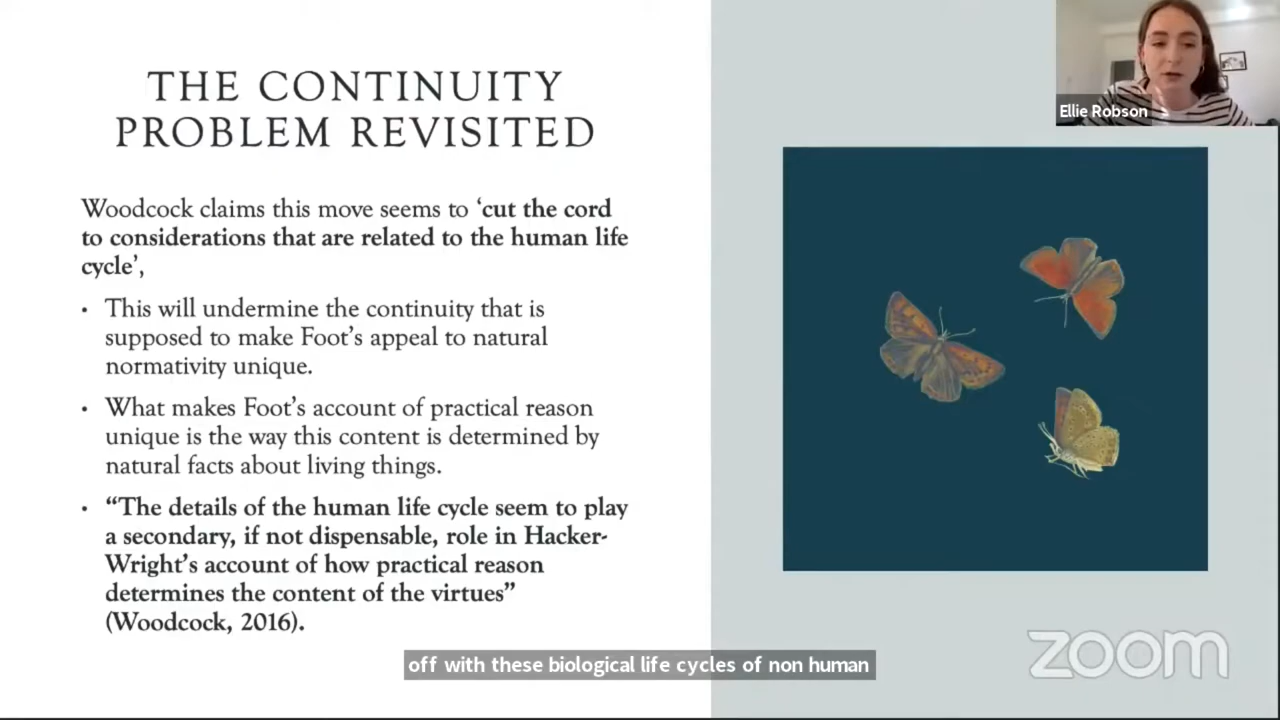 THE CONTINUITY
PROBLEM REVISITED
Woodcock claims this move seems to ‘cut the cord
to considerations that are related to the human life
cycle’,
• This will undermine the continuity that is
supposed to make Foot’s appeal to natural
normativity unique.
• What makes Foot’s account of practical reason
unique is the way this content is determined by
natural facts about living things.
• “The details of the human life cycle seem to play
a secondary, if not dispensable, role in Hacker-
Wright’s account of how practical reason
determines the content of the virtues”
(Woodcock, 2016).
Ellie Robson
zoom
off with these biological life cycles of non human